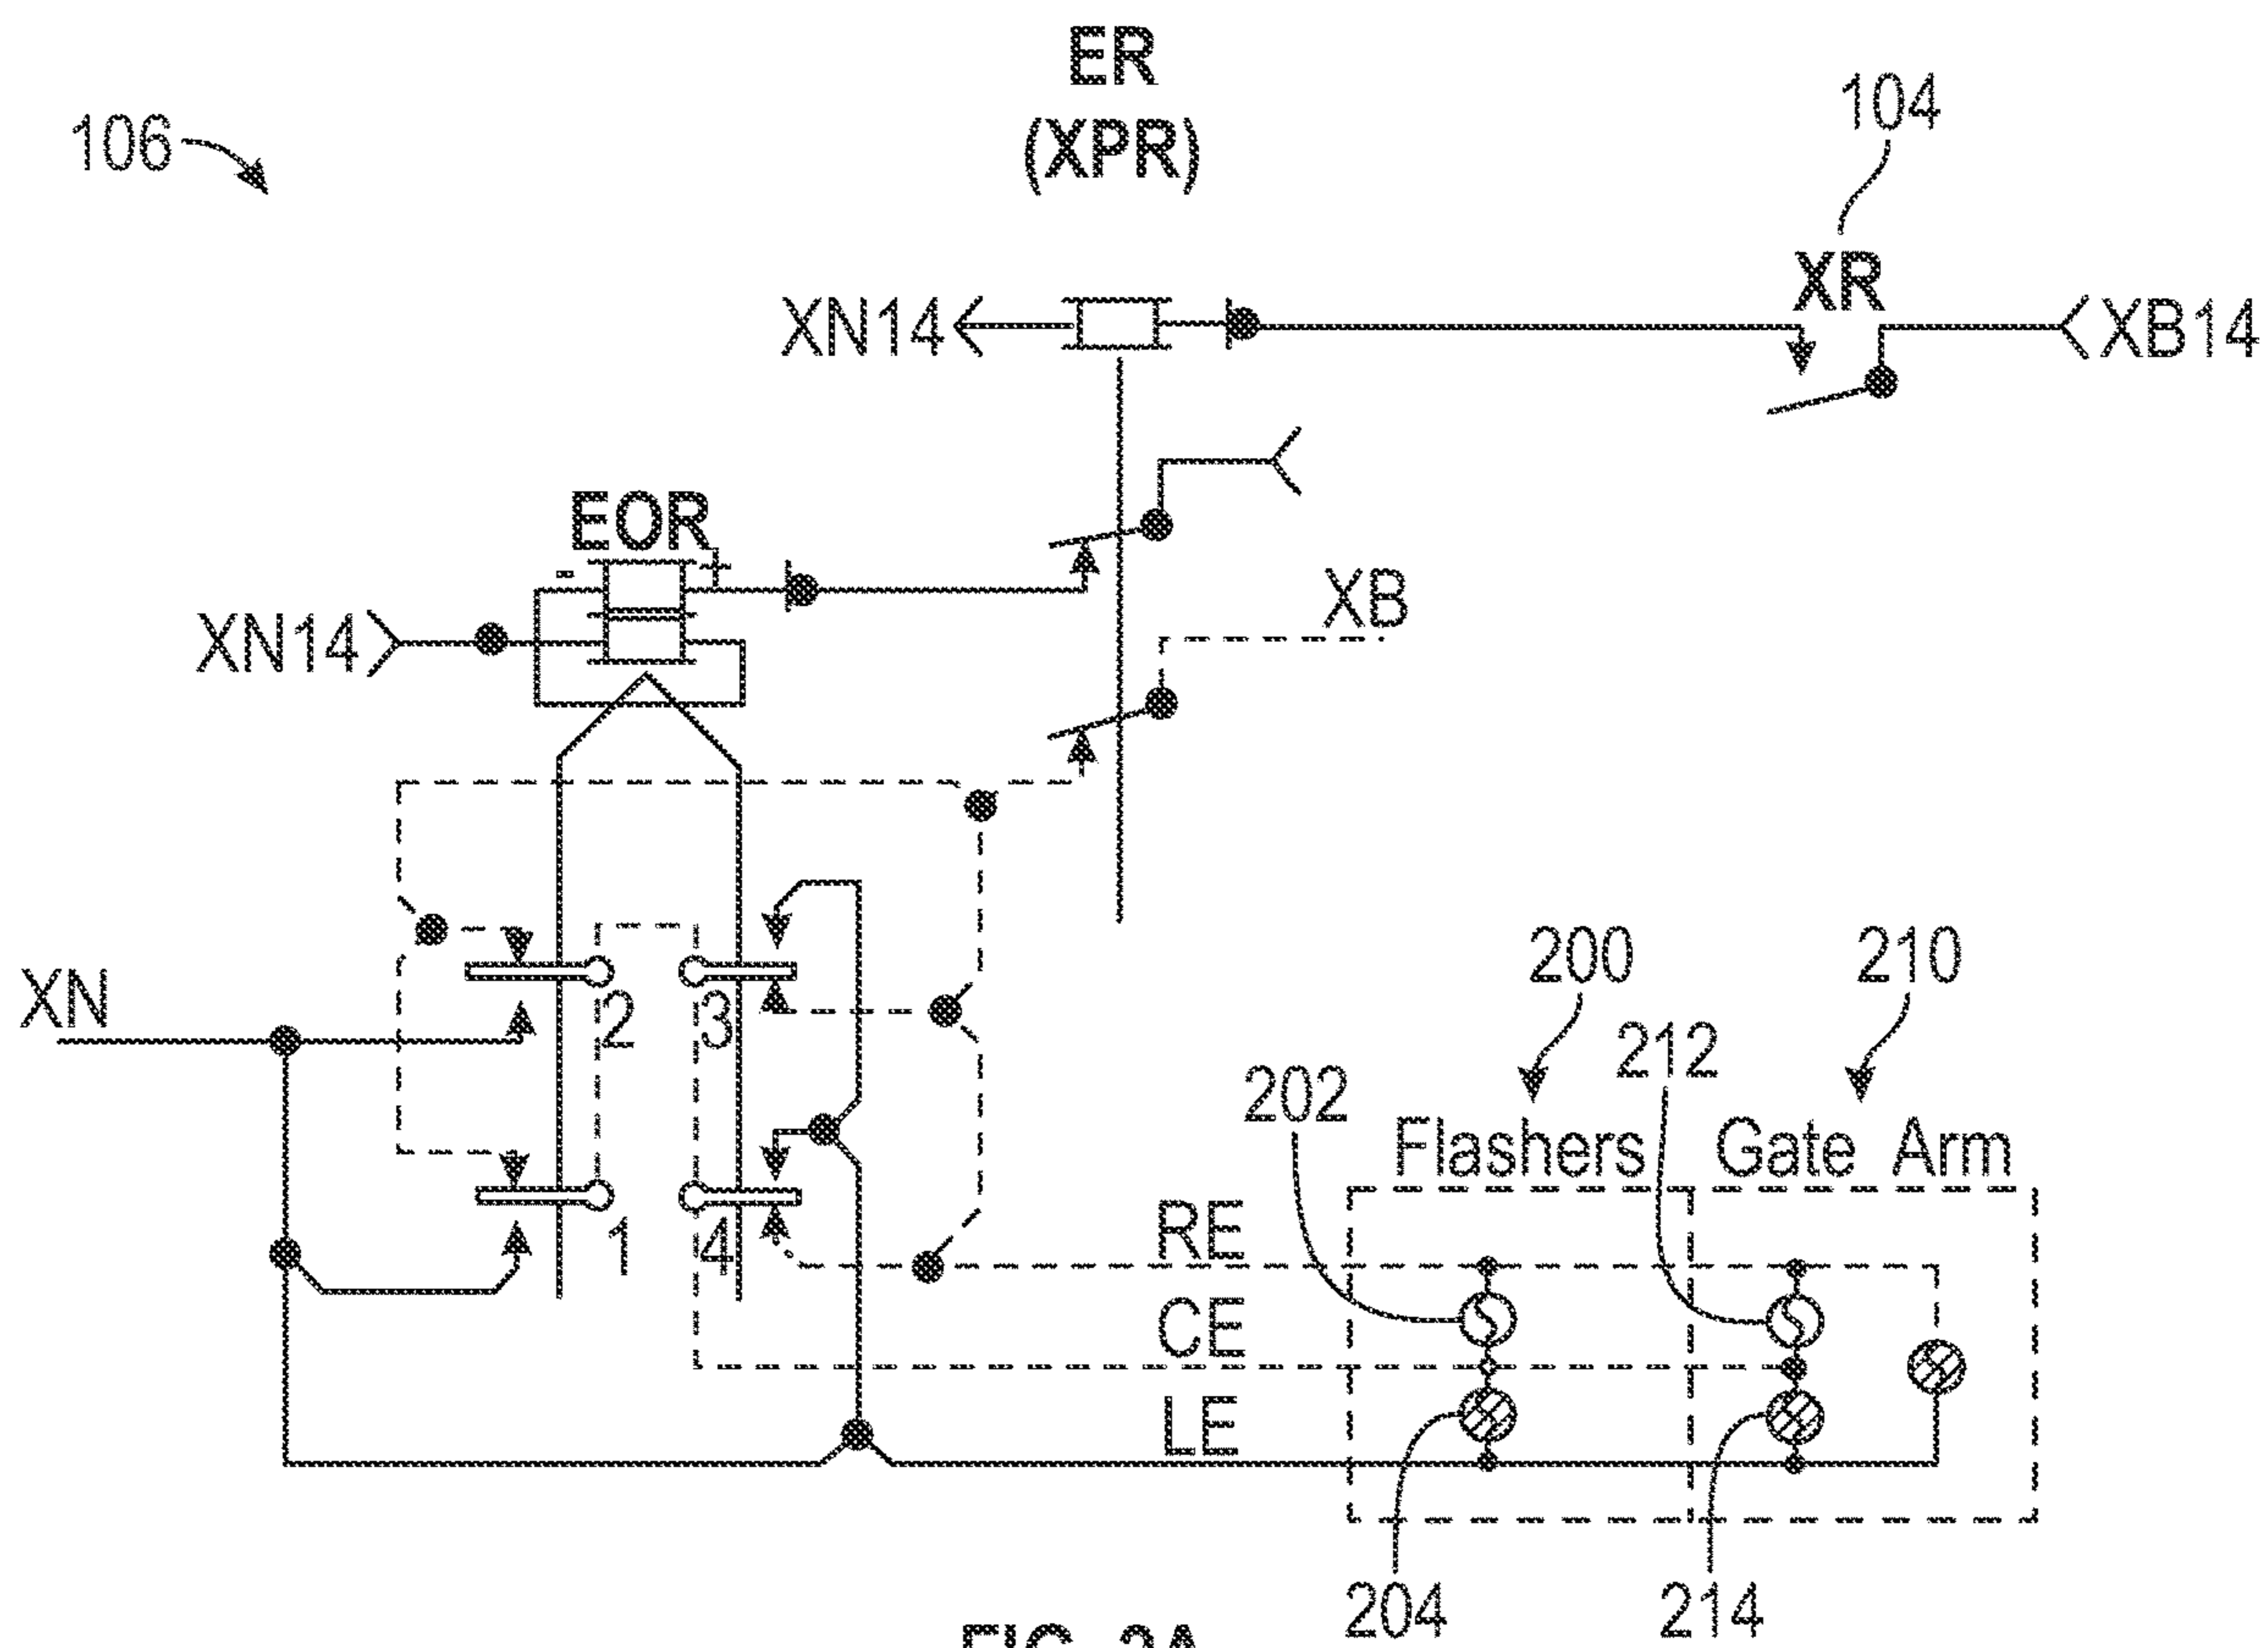 ER
(XPR)
104
106
XR
XN14
XB14
EOR
XB
XN14
200
210
XN
2
3
212
202
Flashers
Gate Arm
RE
1
4
CE
LE
204
214